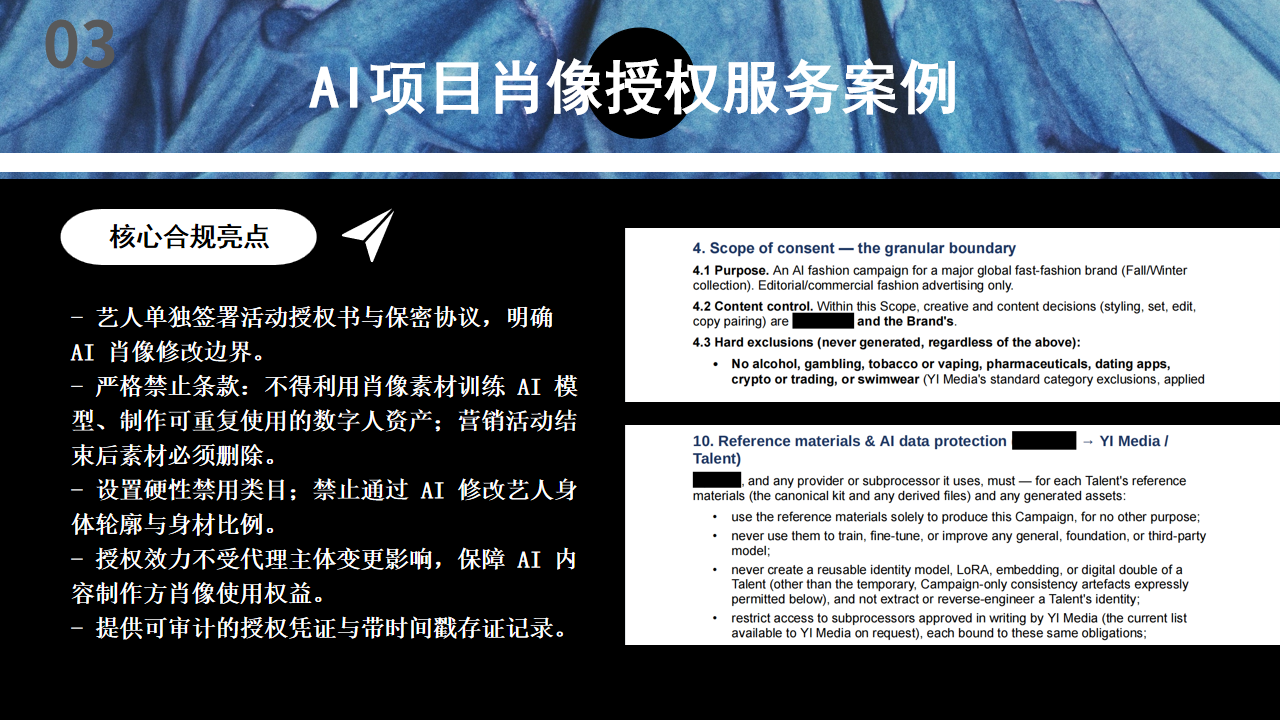 03
AI项目肖像授权服务案例
核心合规亮点
– 艺人单独签署活动授权书与保密协议，明确
AI 肖像修改边界。
– 严格禁止条款：不得利用肖像素材训练 AI 模
型、制作可重复使用的数字人资产；营销活动结
束后素材必须删除。
– 设置硬性禁用类目；禁止通过 AI 修改艺人身
体轮廓与身材比例。
– 授权效力不受代理主体变更影响，保障 AI 内
容制作方肖像使用权益。
– 提供可审计的授权凭证与带时间戳存证记录。
4. Scope of consent — the granular boundary
4.1 Purpose. An AI fashion campaign for a major global fast-fashion brand (Fall/Winter
collection). Editorial/commercial fashion advertising only.
4.2 Content control. Within this Scope, creative and content decisions (styling, set, edit,
copy pairing) are and the Brand's.
4.3 Hard exclusions (never generated, regardless of the above):
• No alcohol, gambling, tobacco or vaping, pharmaceuticals, dating apps,
crypto or trading, or swimwear (YI Media's standard category exclusions, applied
10. Reference materials & AI data protection → YI Media /
Talent)
, and any provider or subprocessor it uses, must — for each Talent's reference
materials (the canonical kit and any derived files) and any generated assets:
• use the reference materials solely to produce this Campaign, for no other purpose;
• never use them to train, fine-tune, or improve any general, foundation, or third-party
model;
• never create a reusable identity model, LoRA, embedding, or digital double of a
Talent (other than the temporary, Campaign-only consistency artefacts expressly
permitted below), and not extract or reverse-engineer a Talent's identity;
• restrict access to subprocessors approved in writing by YI Media (the current list
available to YI Media on request), each bound to these same obligations;